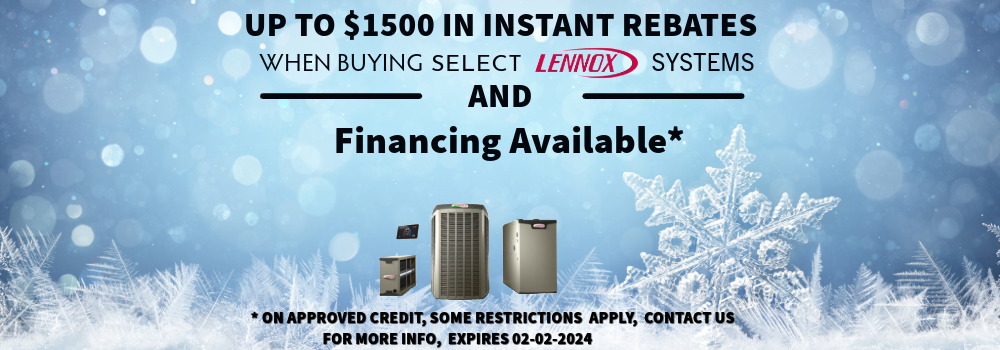 UP TO $1500 IN INSTANT REBATES
WHEN BUYING SELECT LENNOX SYSTEMS
AND
Financing Available*
* ON APPROVED CREDIT, SOME RESTRICTIONS APPLY, CONTACT US
FOR MORE INFO, EXPIRES 02-02-2024